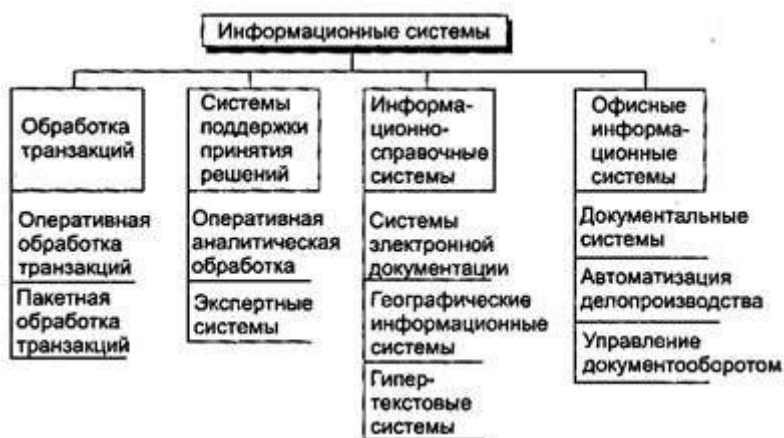 Информационные системы
Обработка
транзакций
Оперативная
обработка
транзакций
Пакетная
обработка
транзакций
Системы
поддержки
принятия
решений
Оперативная
аналитическая
обработка
Экспертные
системы
Информа-
ционно-
справочные
системы
Системы
электронной
документации
Географические
информационные
системы
Гипер-
текстовые
системы
Офисные
информа-
ционные
системы
Документальные
системы
Автоматизация
делопроизводства
Управление
документооборотом